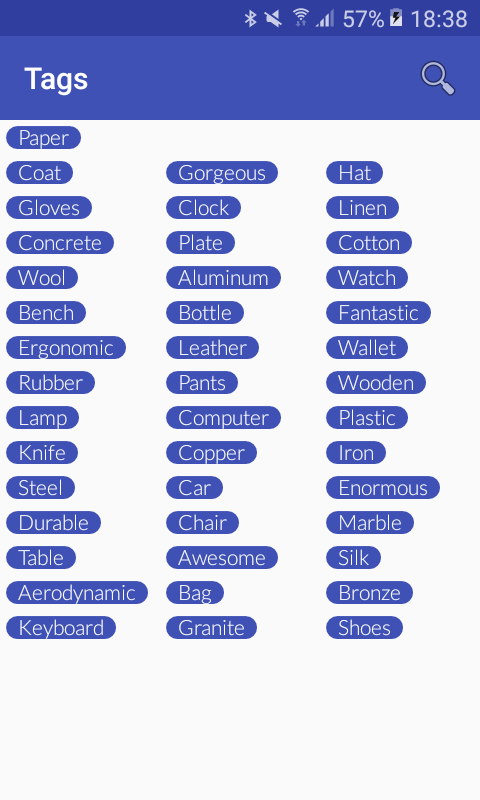 57% 18:38
Tags
Paper
Coat Gorgeous Hat
Gloves Clock Linen
Concrete Plate Cotton
Wool Aluminum Watch
Bench Bottle Fantastic
Ergonomic Leather Wallet
Rubber Pants Wooden
Lamp Computer Plastic
Knife Copper Iron
Steel Car Enormous
Durable Chair Marble
Table Awesome Silk
Aerodynamic Bag Bronze
Keyboard Granite Shoes